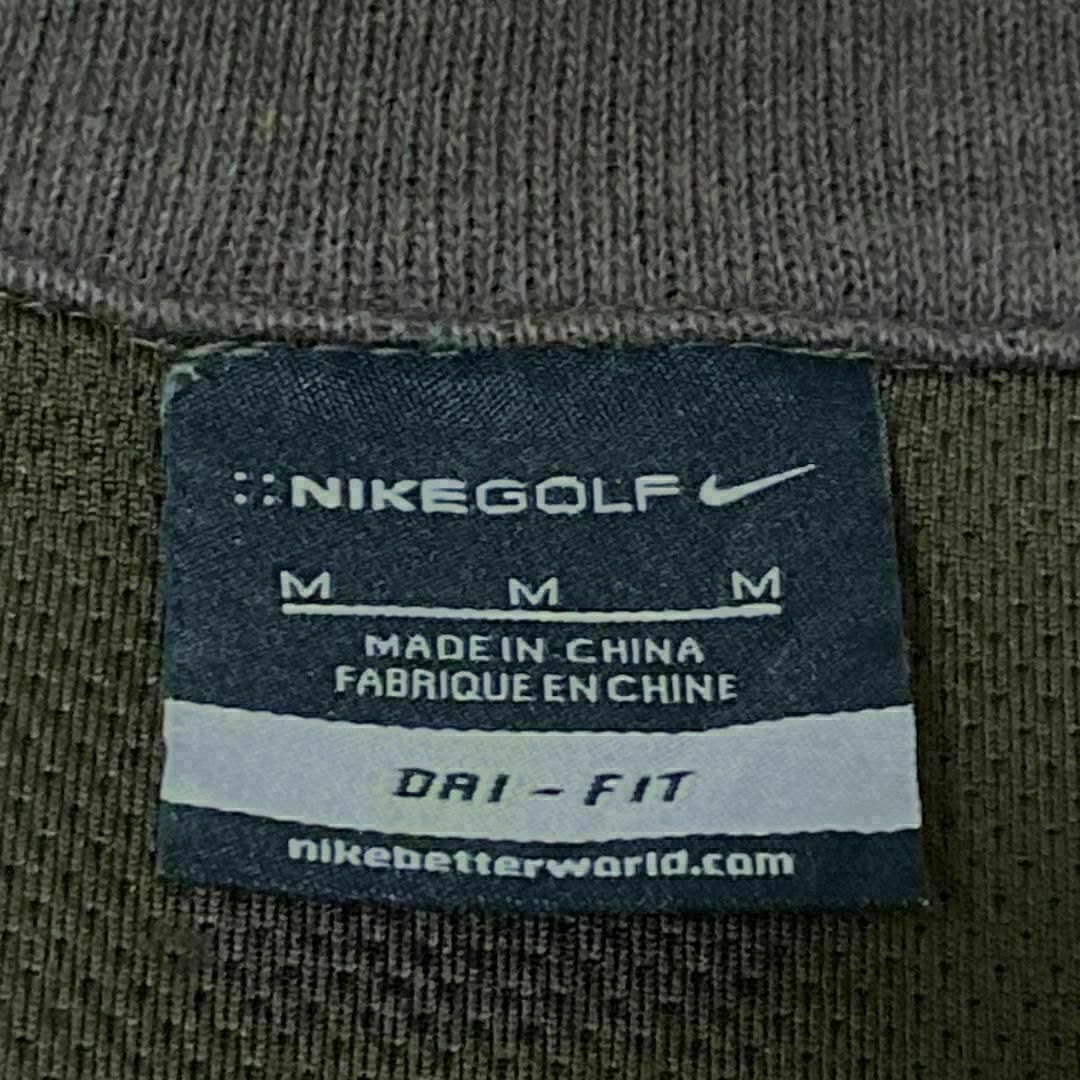 NIKEGOLF
M M M
MADE IN CHINA
FABRIQUE EN CHINE
DRI - FIT
nikebetterworld.com